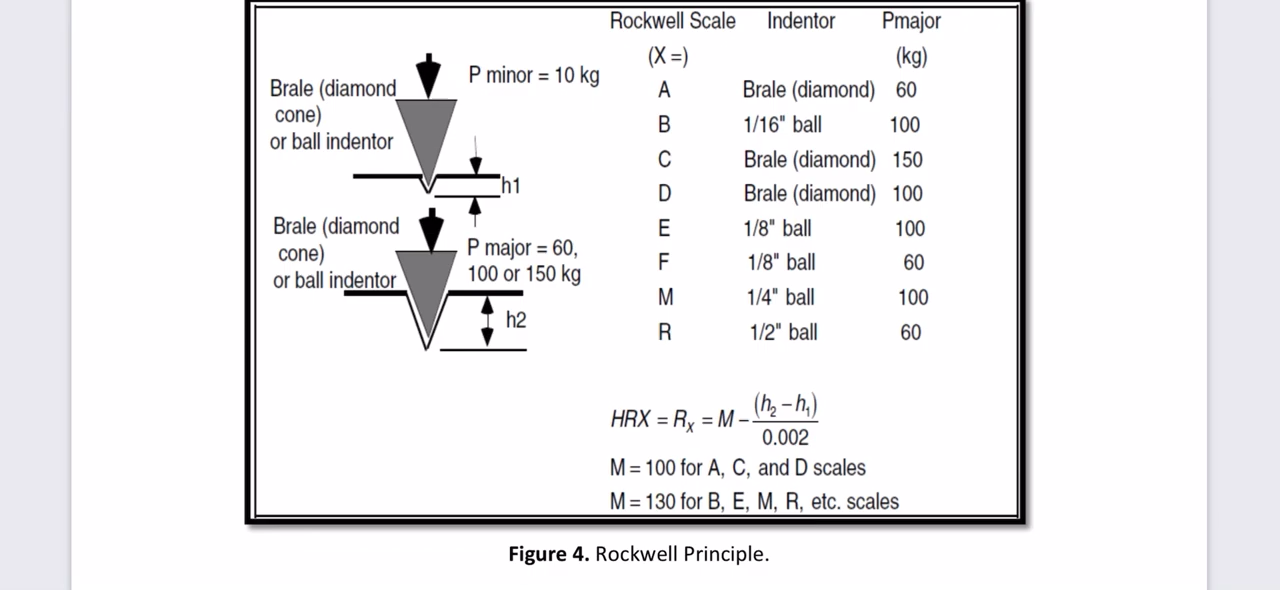 Rockwell Scale Indentor Pmajor
(X =) (kg)
A Brale (diamond) 60
B 1/16" ball 100
C Brale (diamond) 150
D Brale (diamond) 100
E 1/8" ball 100
F 1/8" ball 60
M 1/4" ball 100
R 1/2" ball 60
P minor = 10 kg
Brale (diamond
cone)
or ball indentor
h1
Brale (diamond
cone)
or ball indentor
P major = 60,
100 or 150 kg
h2
HRX = Rx = M - (h2 - h1) / 0.002
M = 100 for A, C, and D scales
M = 130 for B, E, M, R, etc. scales
Figure 4. Rockwell Principle.